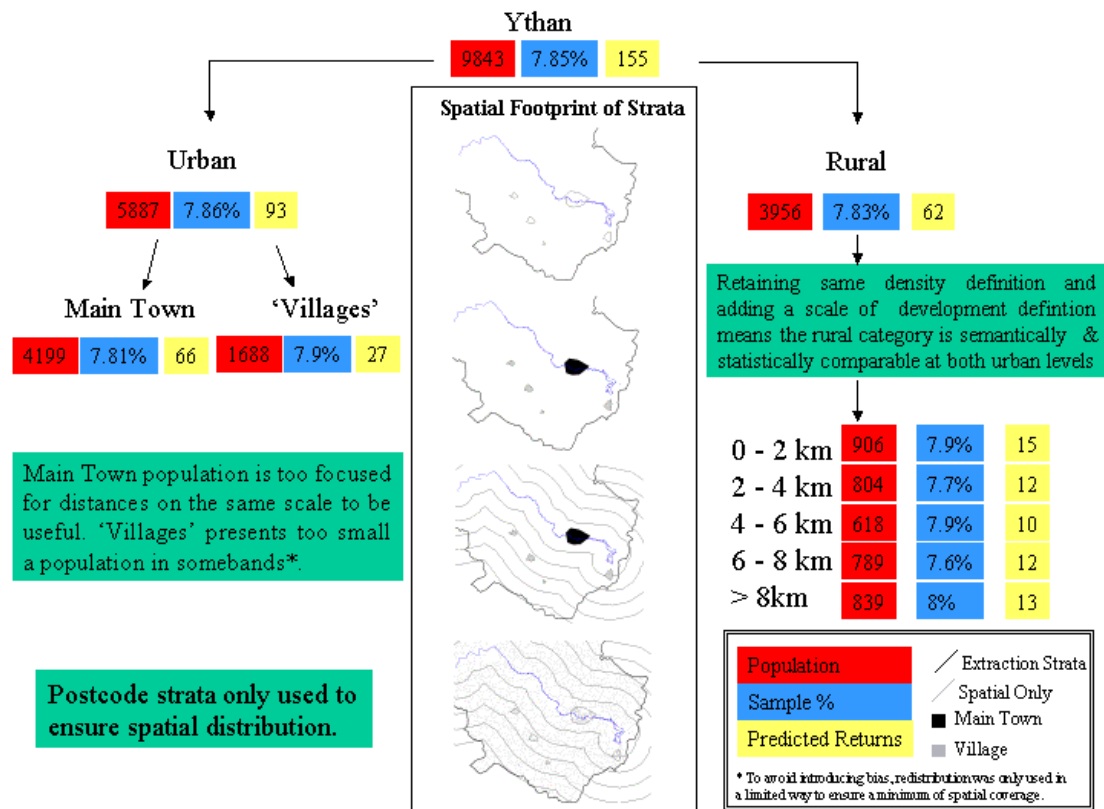 Ythan
9843 7.85% 155
Spatial Footprint of Strata
Urban
5887 7.86% 93
Main Town
4199 7.81% 66
'Villages'
1688 7.9% 27
Main Town population is too focused
for distances on the same scale to be
useful. 'Villages' presents too small
a population in somebands*.
Postcode strata only used to
ensure spatial distribution.
Rural
3956 7.83% 62
Retaining same density definition and
adding a scale of development defintion
means the rural category is semantically &
statistically comparable at both urban levels
0 - 2 km 906 7.9% 15
2 - 4 km 804 7.7% 12
4 - 6 km 618 7.9% 10
6 - 8 km 789 7.6% 12
> 8km 839 8% 13
Population
Sample %
Predicted Returns
Extraction Strata
Spatial Only
Main Town
Village
* To avoid introducing bias, redistribution was only used in
a limited way to ensure a minimum of spatial coverage.